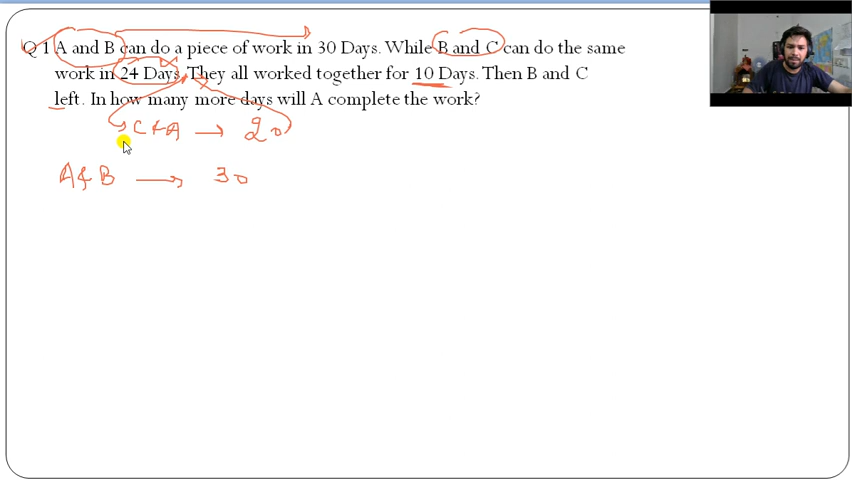 Q 1 A and B can do a piece of work in 30 Days. While B and C can do the same
work in 24 Days. They all worked together for 10 Days. Then B and C
left. In how many more days will A complete the work?
C & A → 20
A & B → 30